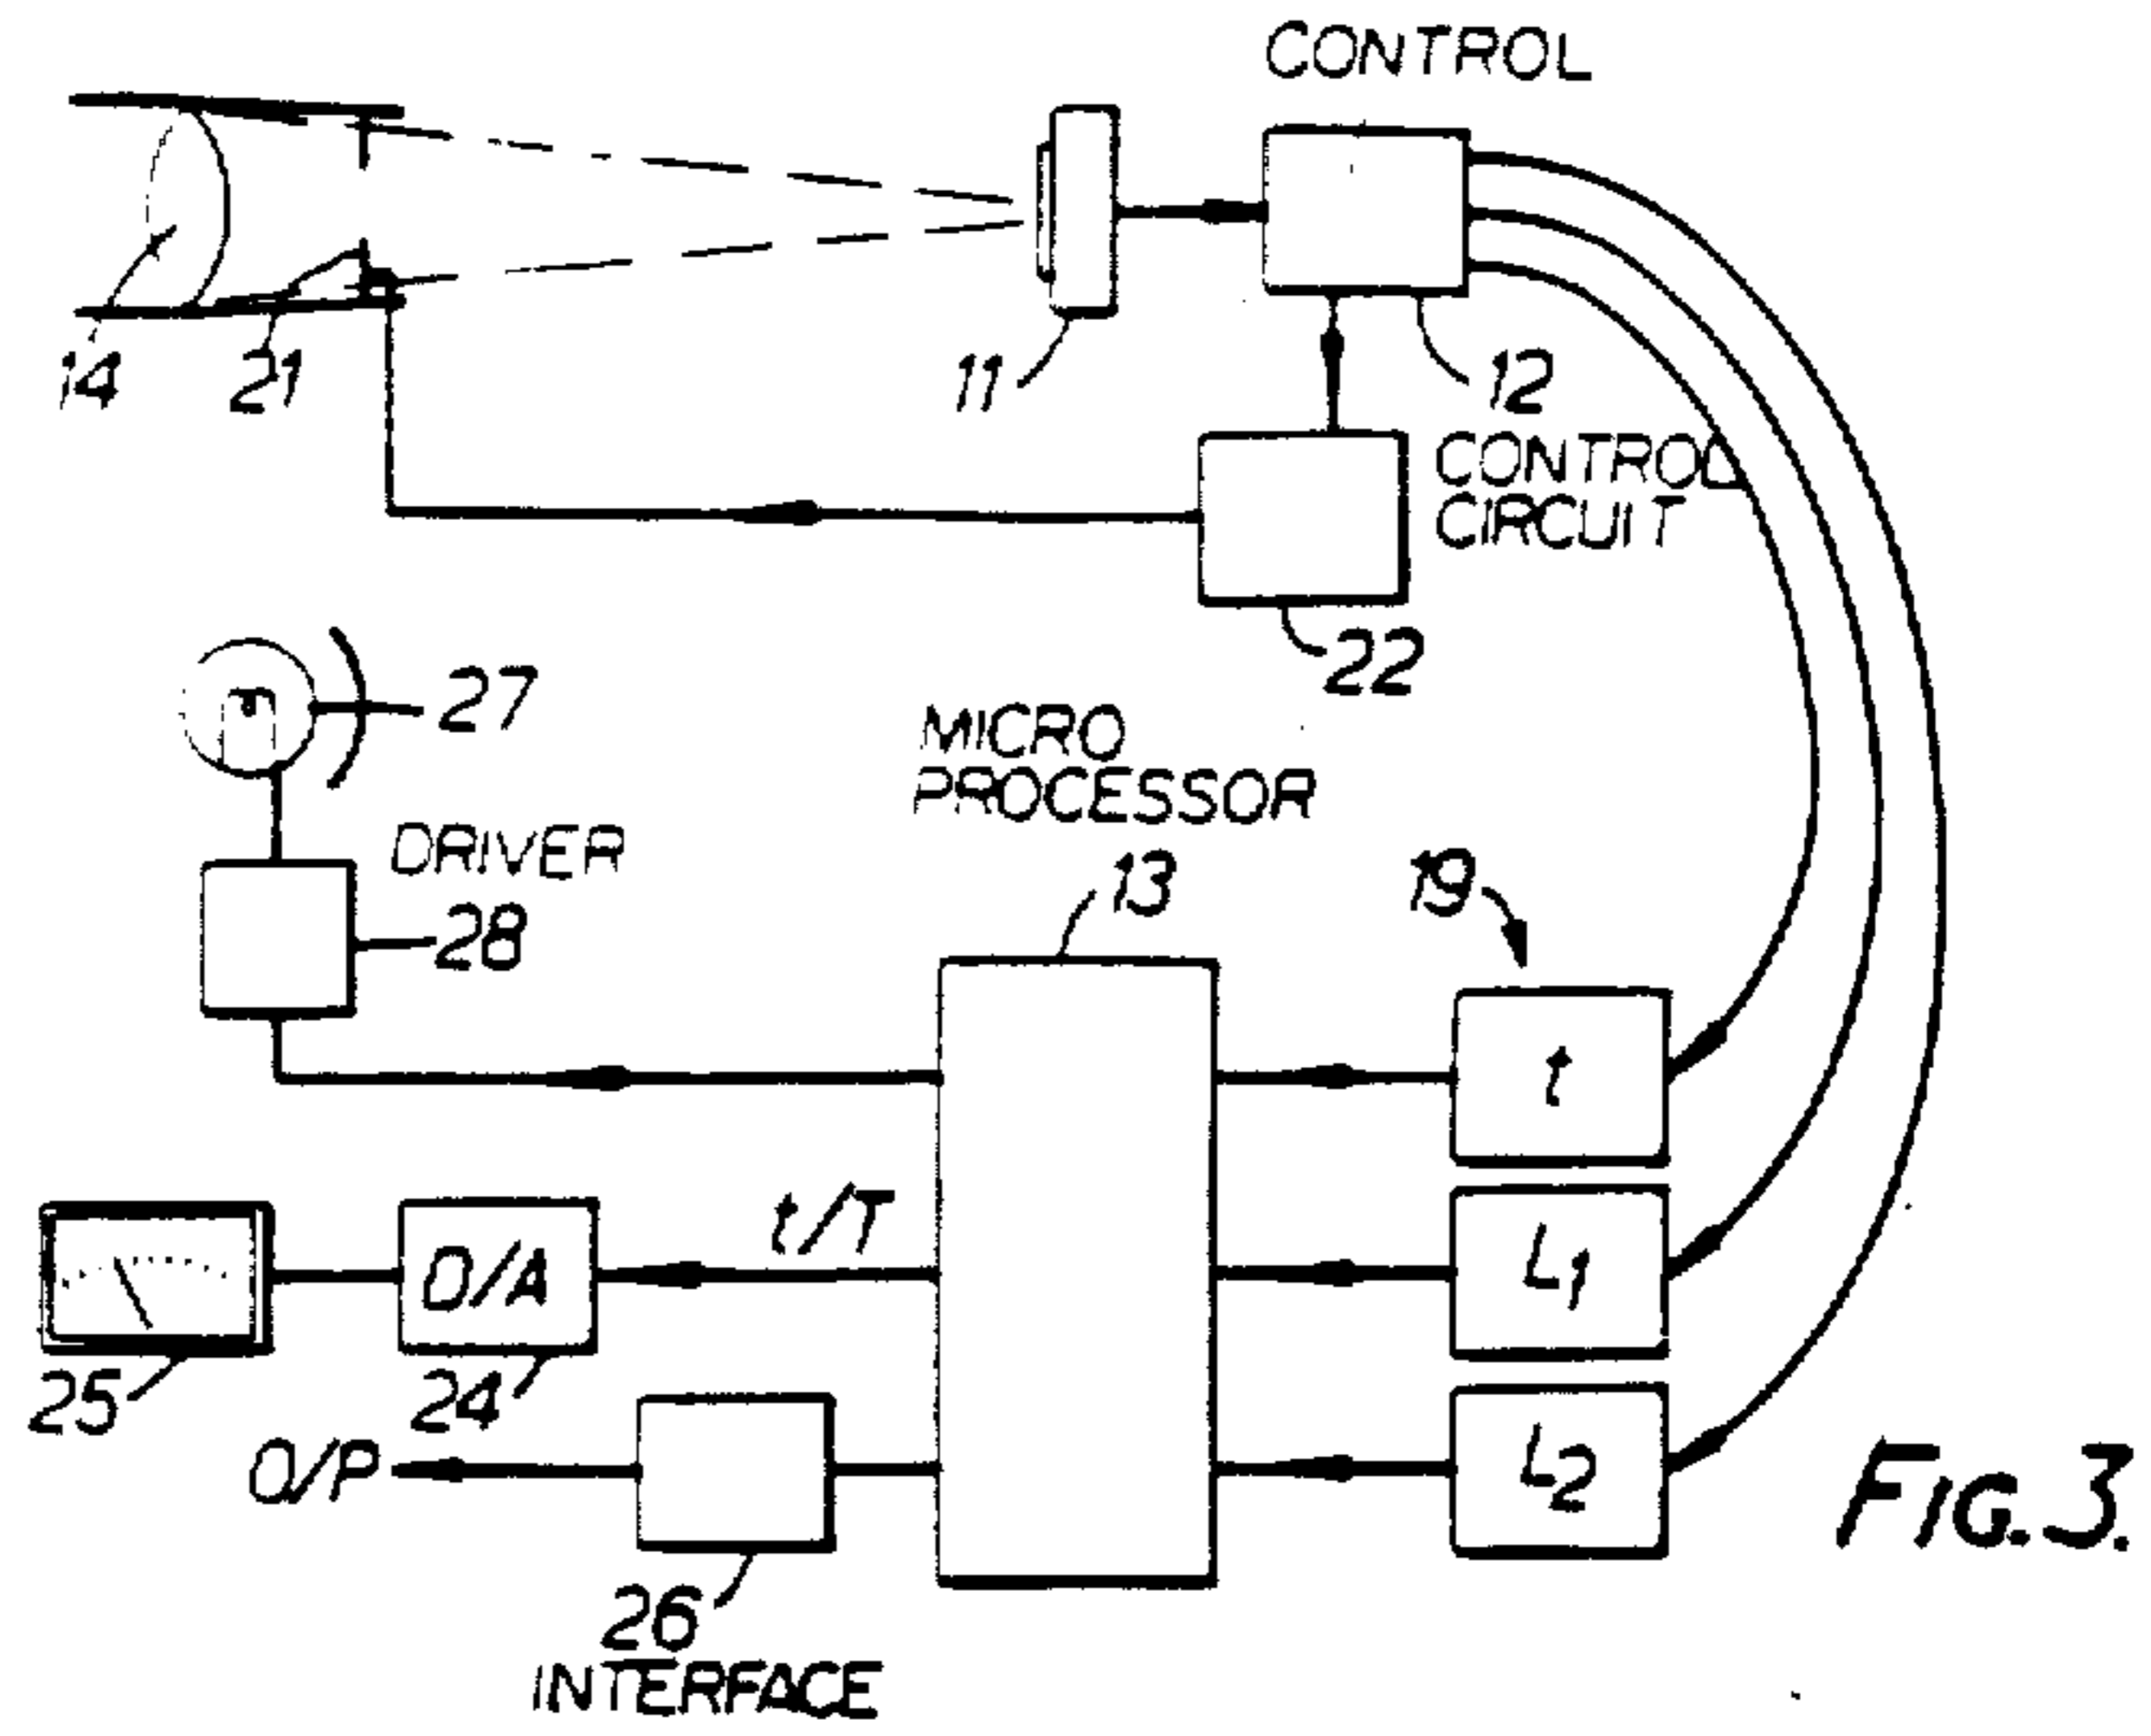 CONTROL
14
21
11
12
CONTROL
CIRCUIT
22
27
MICRO
PROCESSOR
DRIVER
13
19
28
t
t/T
D/A
L1
25
24
O/P
L2
FIG.3.
26
INTERFACE